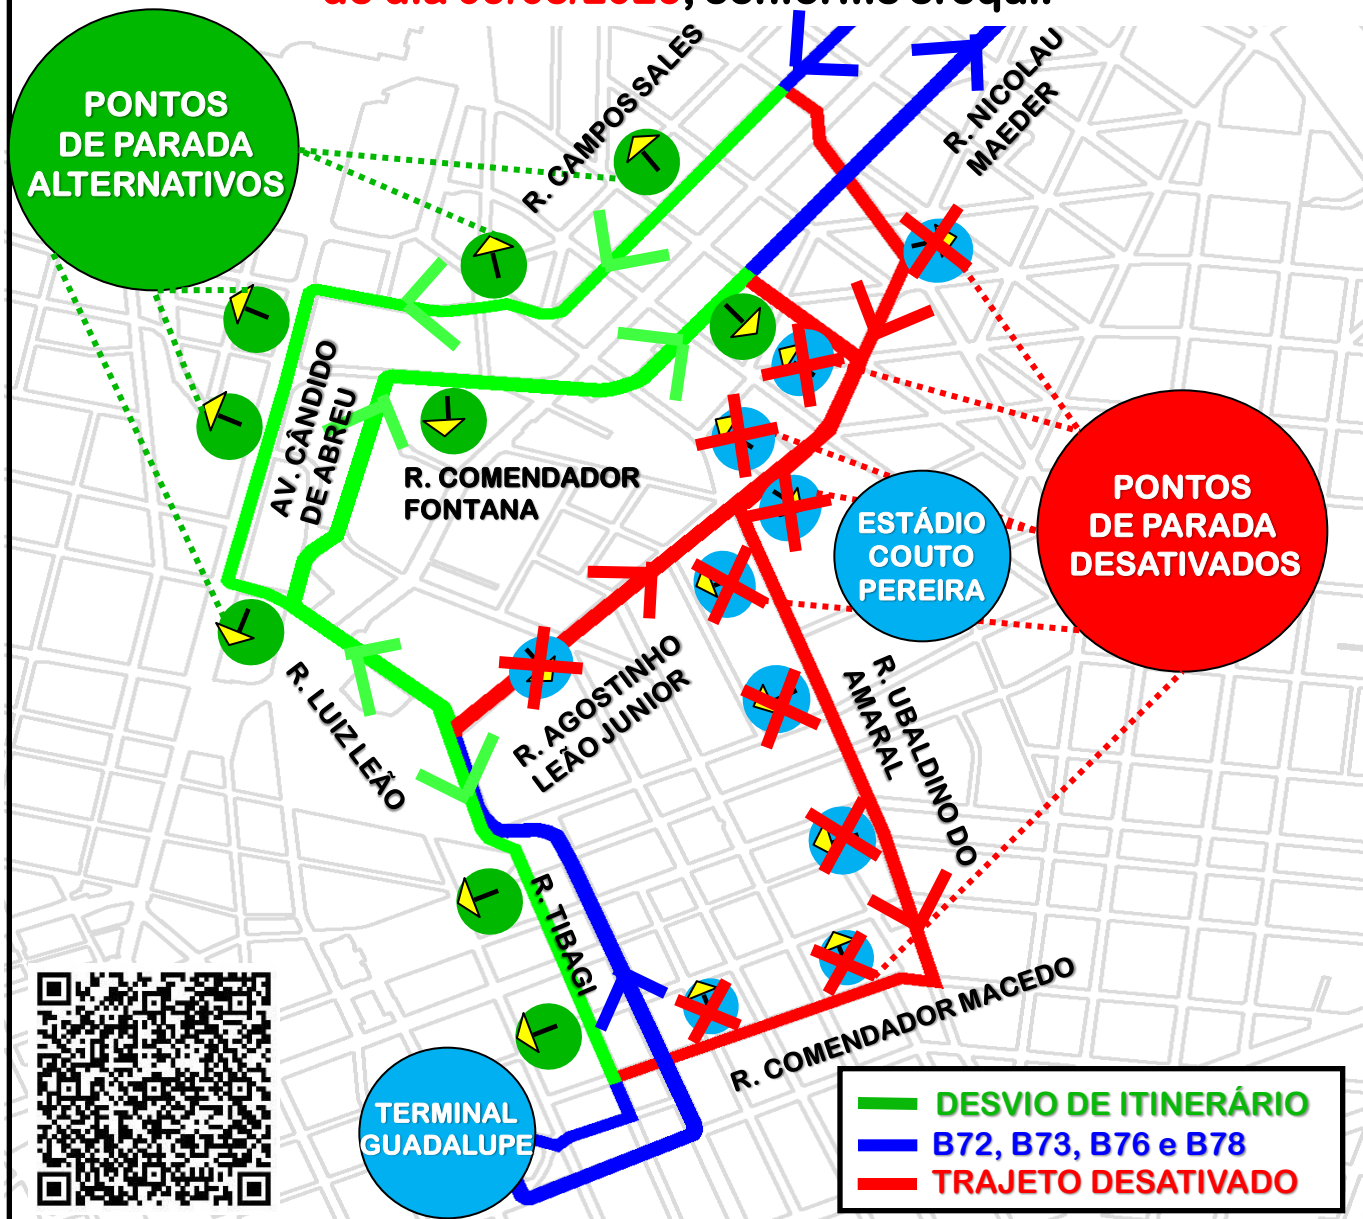 PONTOS
DE PARADA
ALTERNATIVOS
R. CAMPOS SALES
R. NICOLAU
MAEDER
AV. CÂNDIDO
DE ABREU
R. COMENDADOR
FONTANA
ESTÁDIO
COUTO
PEREIRA
PONTOS
DE PARADA
DESATIVADOS
R. LUIZ LEÃO
R. AGOSTINHO
LEÃO JUNIOR
R. UBALDINO DO
AMARAL
R. TIBAGI
R. COMENDADOR MACEDO
TERMINAL
GUADALUPE
DESVIO DE ITINERÁRIO
B72, B73, B76 e B78
TRAJETO DESATIVADO